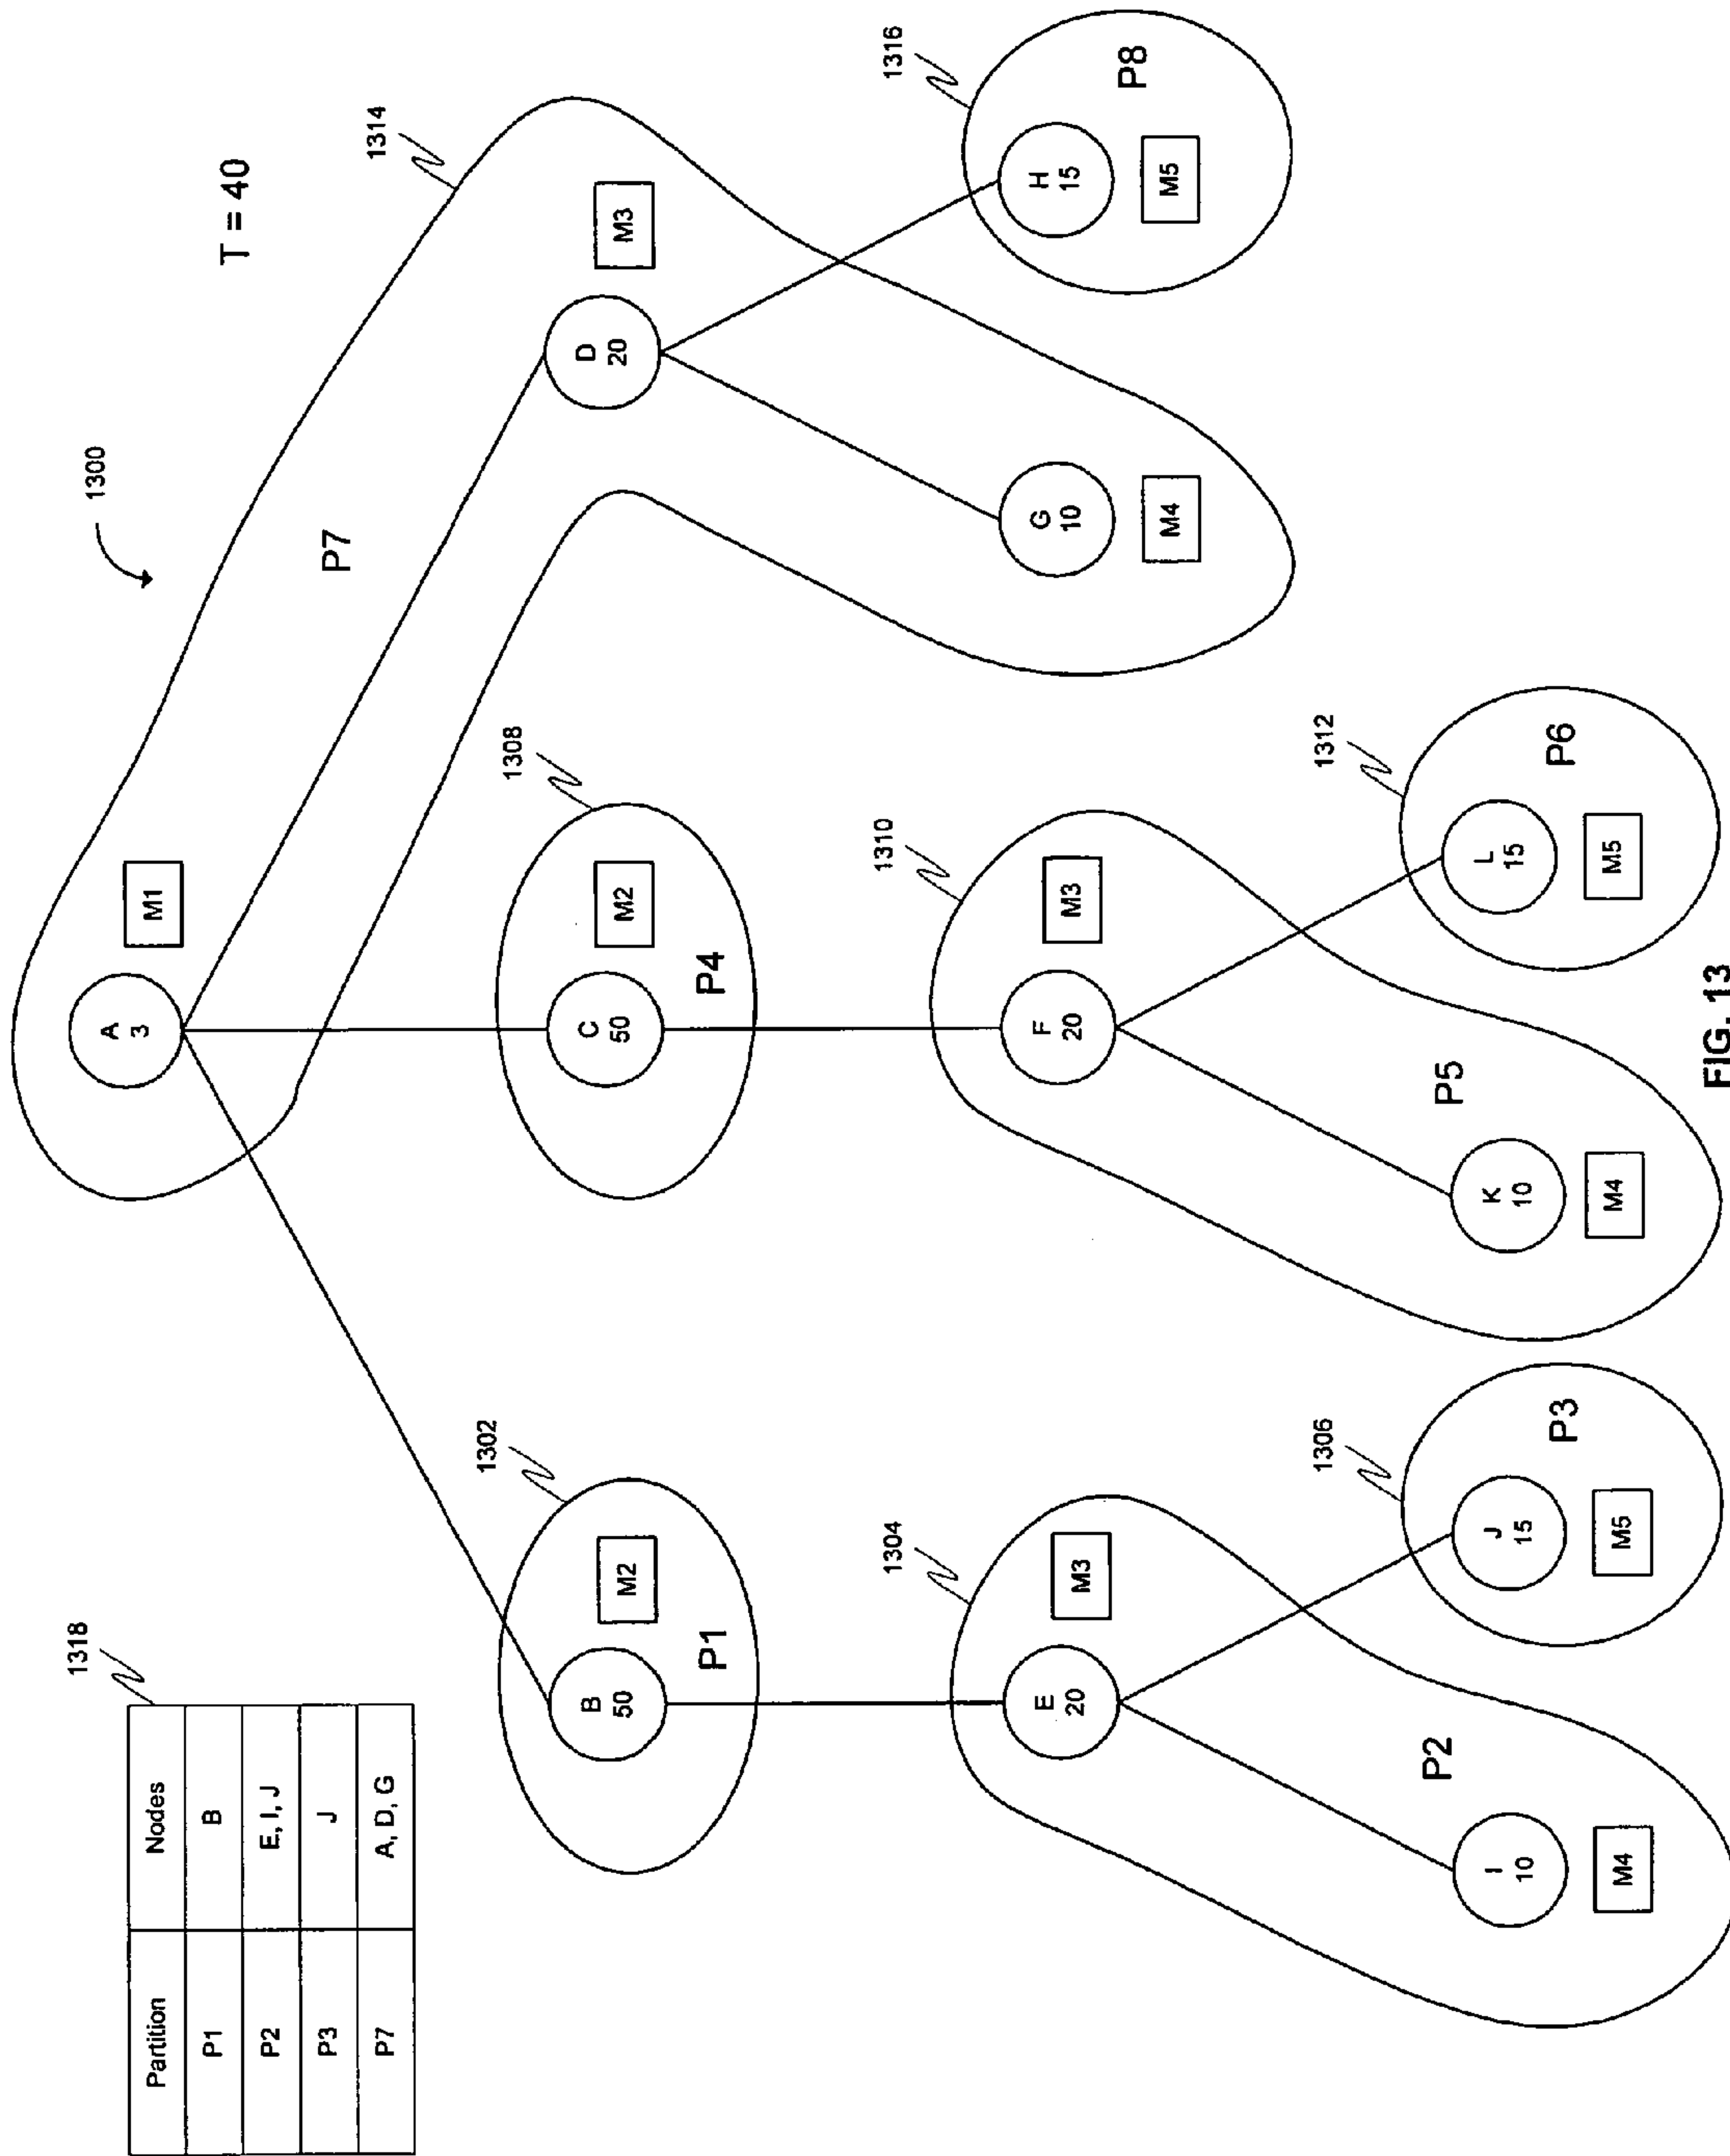 1318
Partition Nodes
P1 B
P2 E, I, J
P3 J
P7 A, D, G
1300
T = 40
A
3
M1
P7
1314
1302
B
50
M2
P1
1308
C
50
M2
P4
D
20
M3
1304
E
20
M3
P2
1310
F
20
M3
P5
G
10
M4
1316
H
15
M5
P8
I
10
M4
1306
J
15
M5
P3
K
10
M4
1312
L
15
M5
P6
FIG. 13